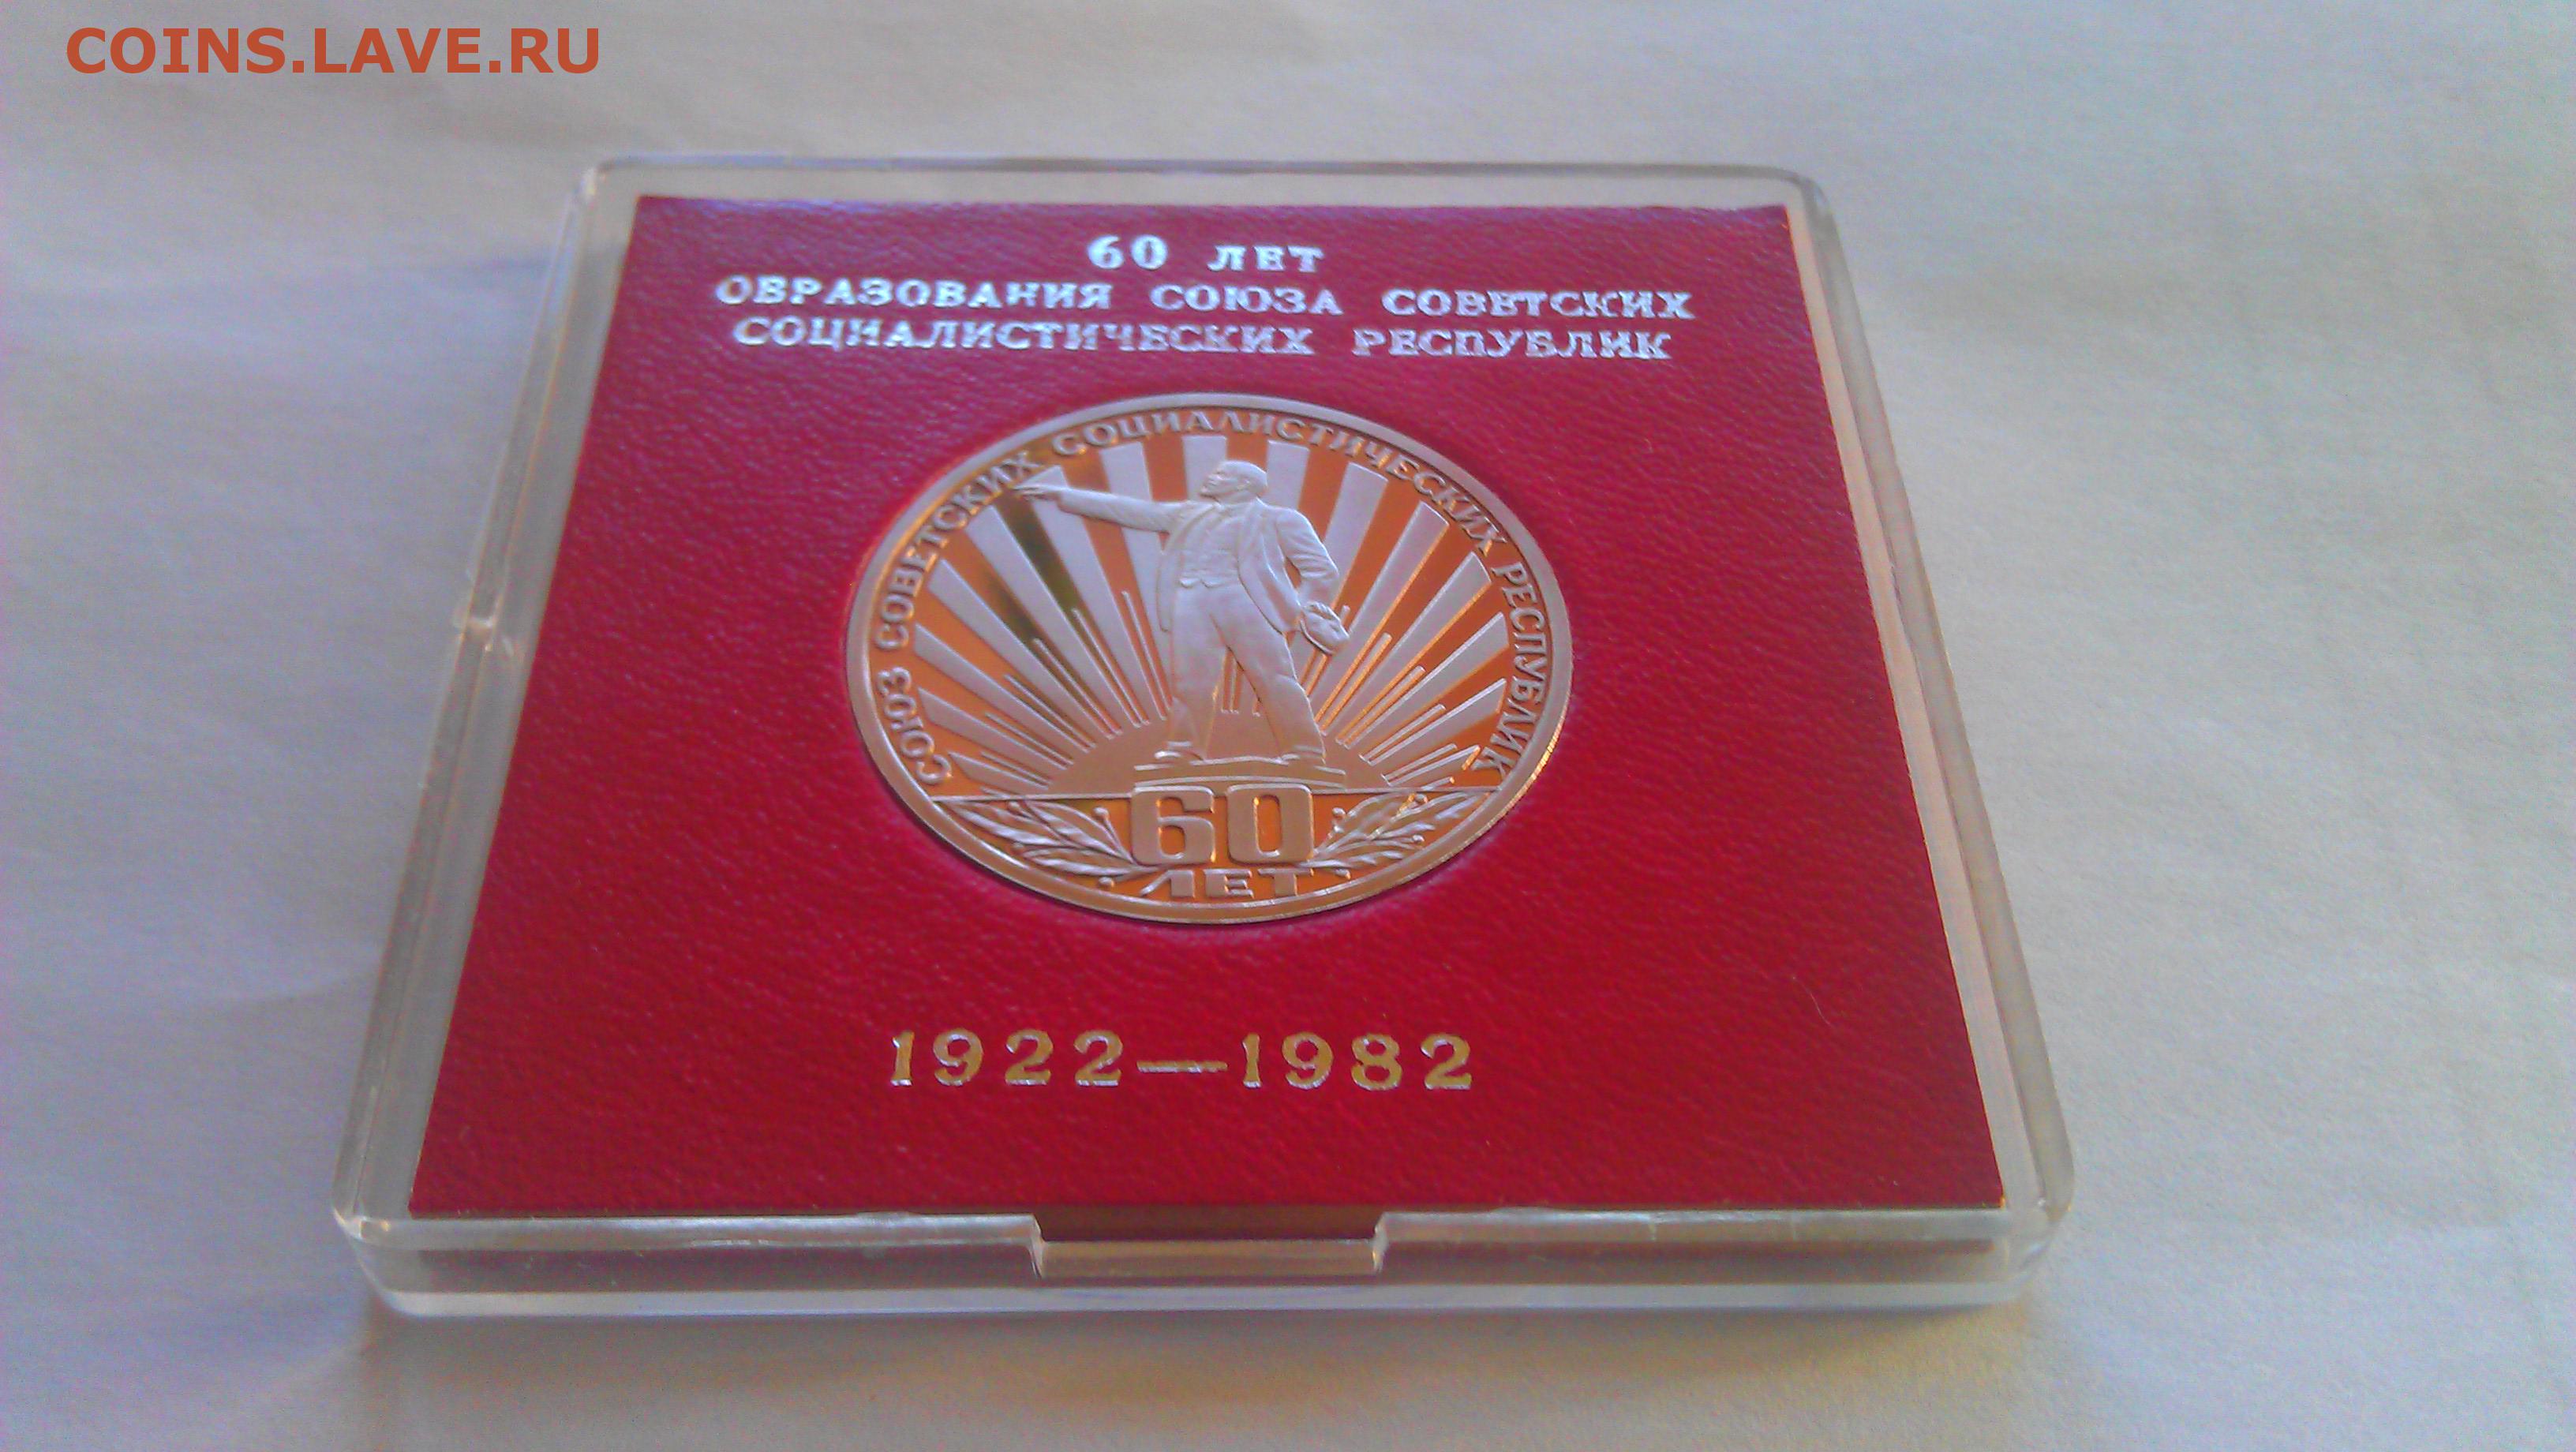 COINS.LAVE.RU
60 ЛЕТ
ОБРАЗОВАНИЯ СОЮЗА СОВЕТСКИХ
СОЦИАЛИСТИЧЕСКИХ РЕСПУБЛИК
СОЮЗ СОВЕТСКИХ СОЦИАЛИСТИЧЕСКИХ РЕСПУБЛИК
60
ЛЕТ
1922—1982